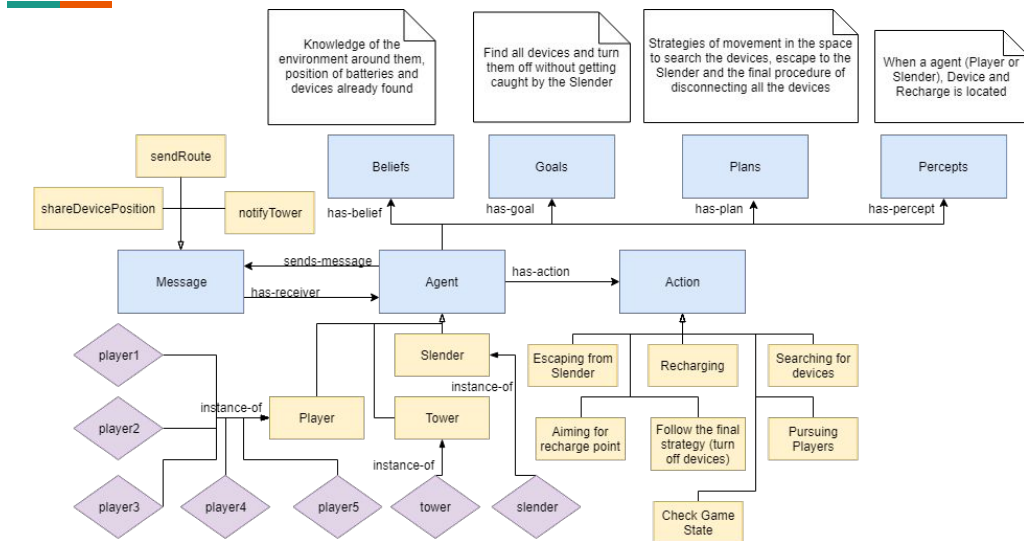 Knowledge of the
environment around them,
position of batteries and
devices already found
Find all devices and turn
them off without getting
caught by the Slender
Strategies of movement in the space
to search the devices, escape to the
Slender and the final procedure of
disconnecting all the devices
When a agent (Player or
Slender), Device and
Recharge is located
sendRoute
Beliefs
Goals
Plans
Percepts
shareDevicePosition
notifyTower
has-belief
has-goal
has-plan
has-percept
Message
sends-message
has-receiver
Agent
has-action
Action
player1
Slender
Escaping from
Slender
Recharging
Searching for
devices
instance-of
instance-of
player2
Player
Tower
Aiming for
recharge point
Follow the final
strategy (turn
off devices)
Pursuing
Players
instance-of
player3
player4
player5
tower
slender
Check Game
State